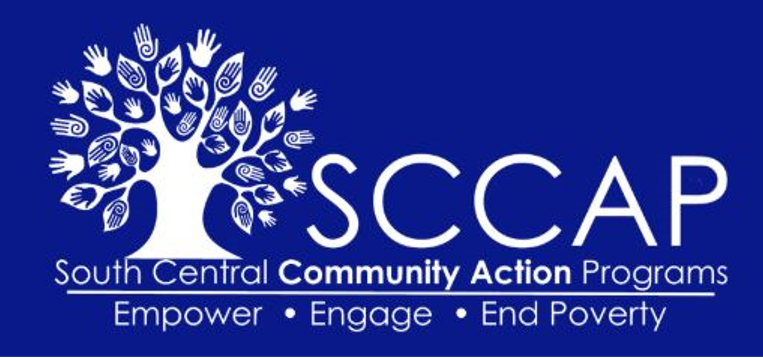 SCCAP
South Central Community Action Programs
Empower • Engage • End Poverty